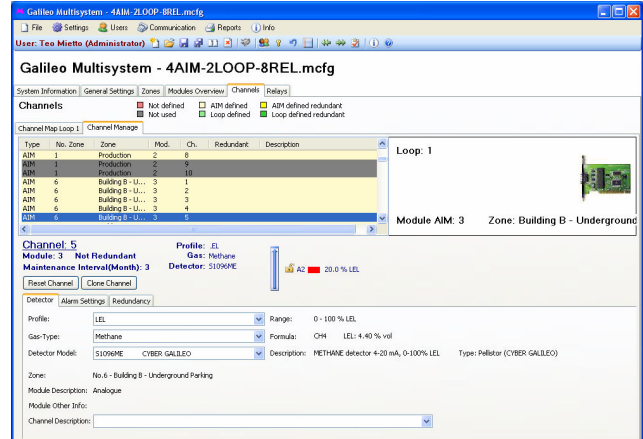 Galileo Multisystem - 4AIM-2LOOP-8REL.mcfg
File Settings Users Communication Reports Info
User: Teo Mietto (Administrator)
Galileo Multisystem - 4AIM-2LOOP-8REL.mcfg
System Information General Settings Zones Modules Overview Channels Relays
Channels Not defined AIM defined AIM defined redundant
Not used Loop defined Loop defined redundant
Channel Map Loop 1 Channel Manage
Type No. Zone Zone Mod. Ch. Redundant Description
AIM 1 Production 2 8
AIM 1 Production 2 9
AIM 1 Production 2 10
AIM 6 Building B - U... 3 1
AIM 6 Building B - U... 3 2
AIM 6 Building B - U... 3 3
AIM 6 Building B - U... 3 4
AIM 6 Building B - U... 3 5
Loop: 1
Module AIM: 3 Zone: Building B - Underground
Channel: 5 Profile: .EL
Module: 3 Not Redundant Gas: Methane
Maintenance Interval(Month): 3 Detector: S1096ME
A2 20.0 % LEL
Reset Channel Clone Channel
Detector Alarm Settings Redundancy
Profile: LEL Range: 0 - 100 % LEL
Gas-Type: Methane Formula: CH4 LEL: 4.40 % vol
Detector Model: S1096ME CYBER GALILEO Description: METHANE detector 4-20 mA, 0-100% LEL Type: Pellistor (CYBER GALILEO)
Zone: No.6 - Building B - Underground Parking
Module Description: Analogue
Module Other Info:
Channel Description: